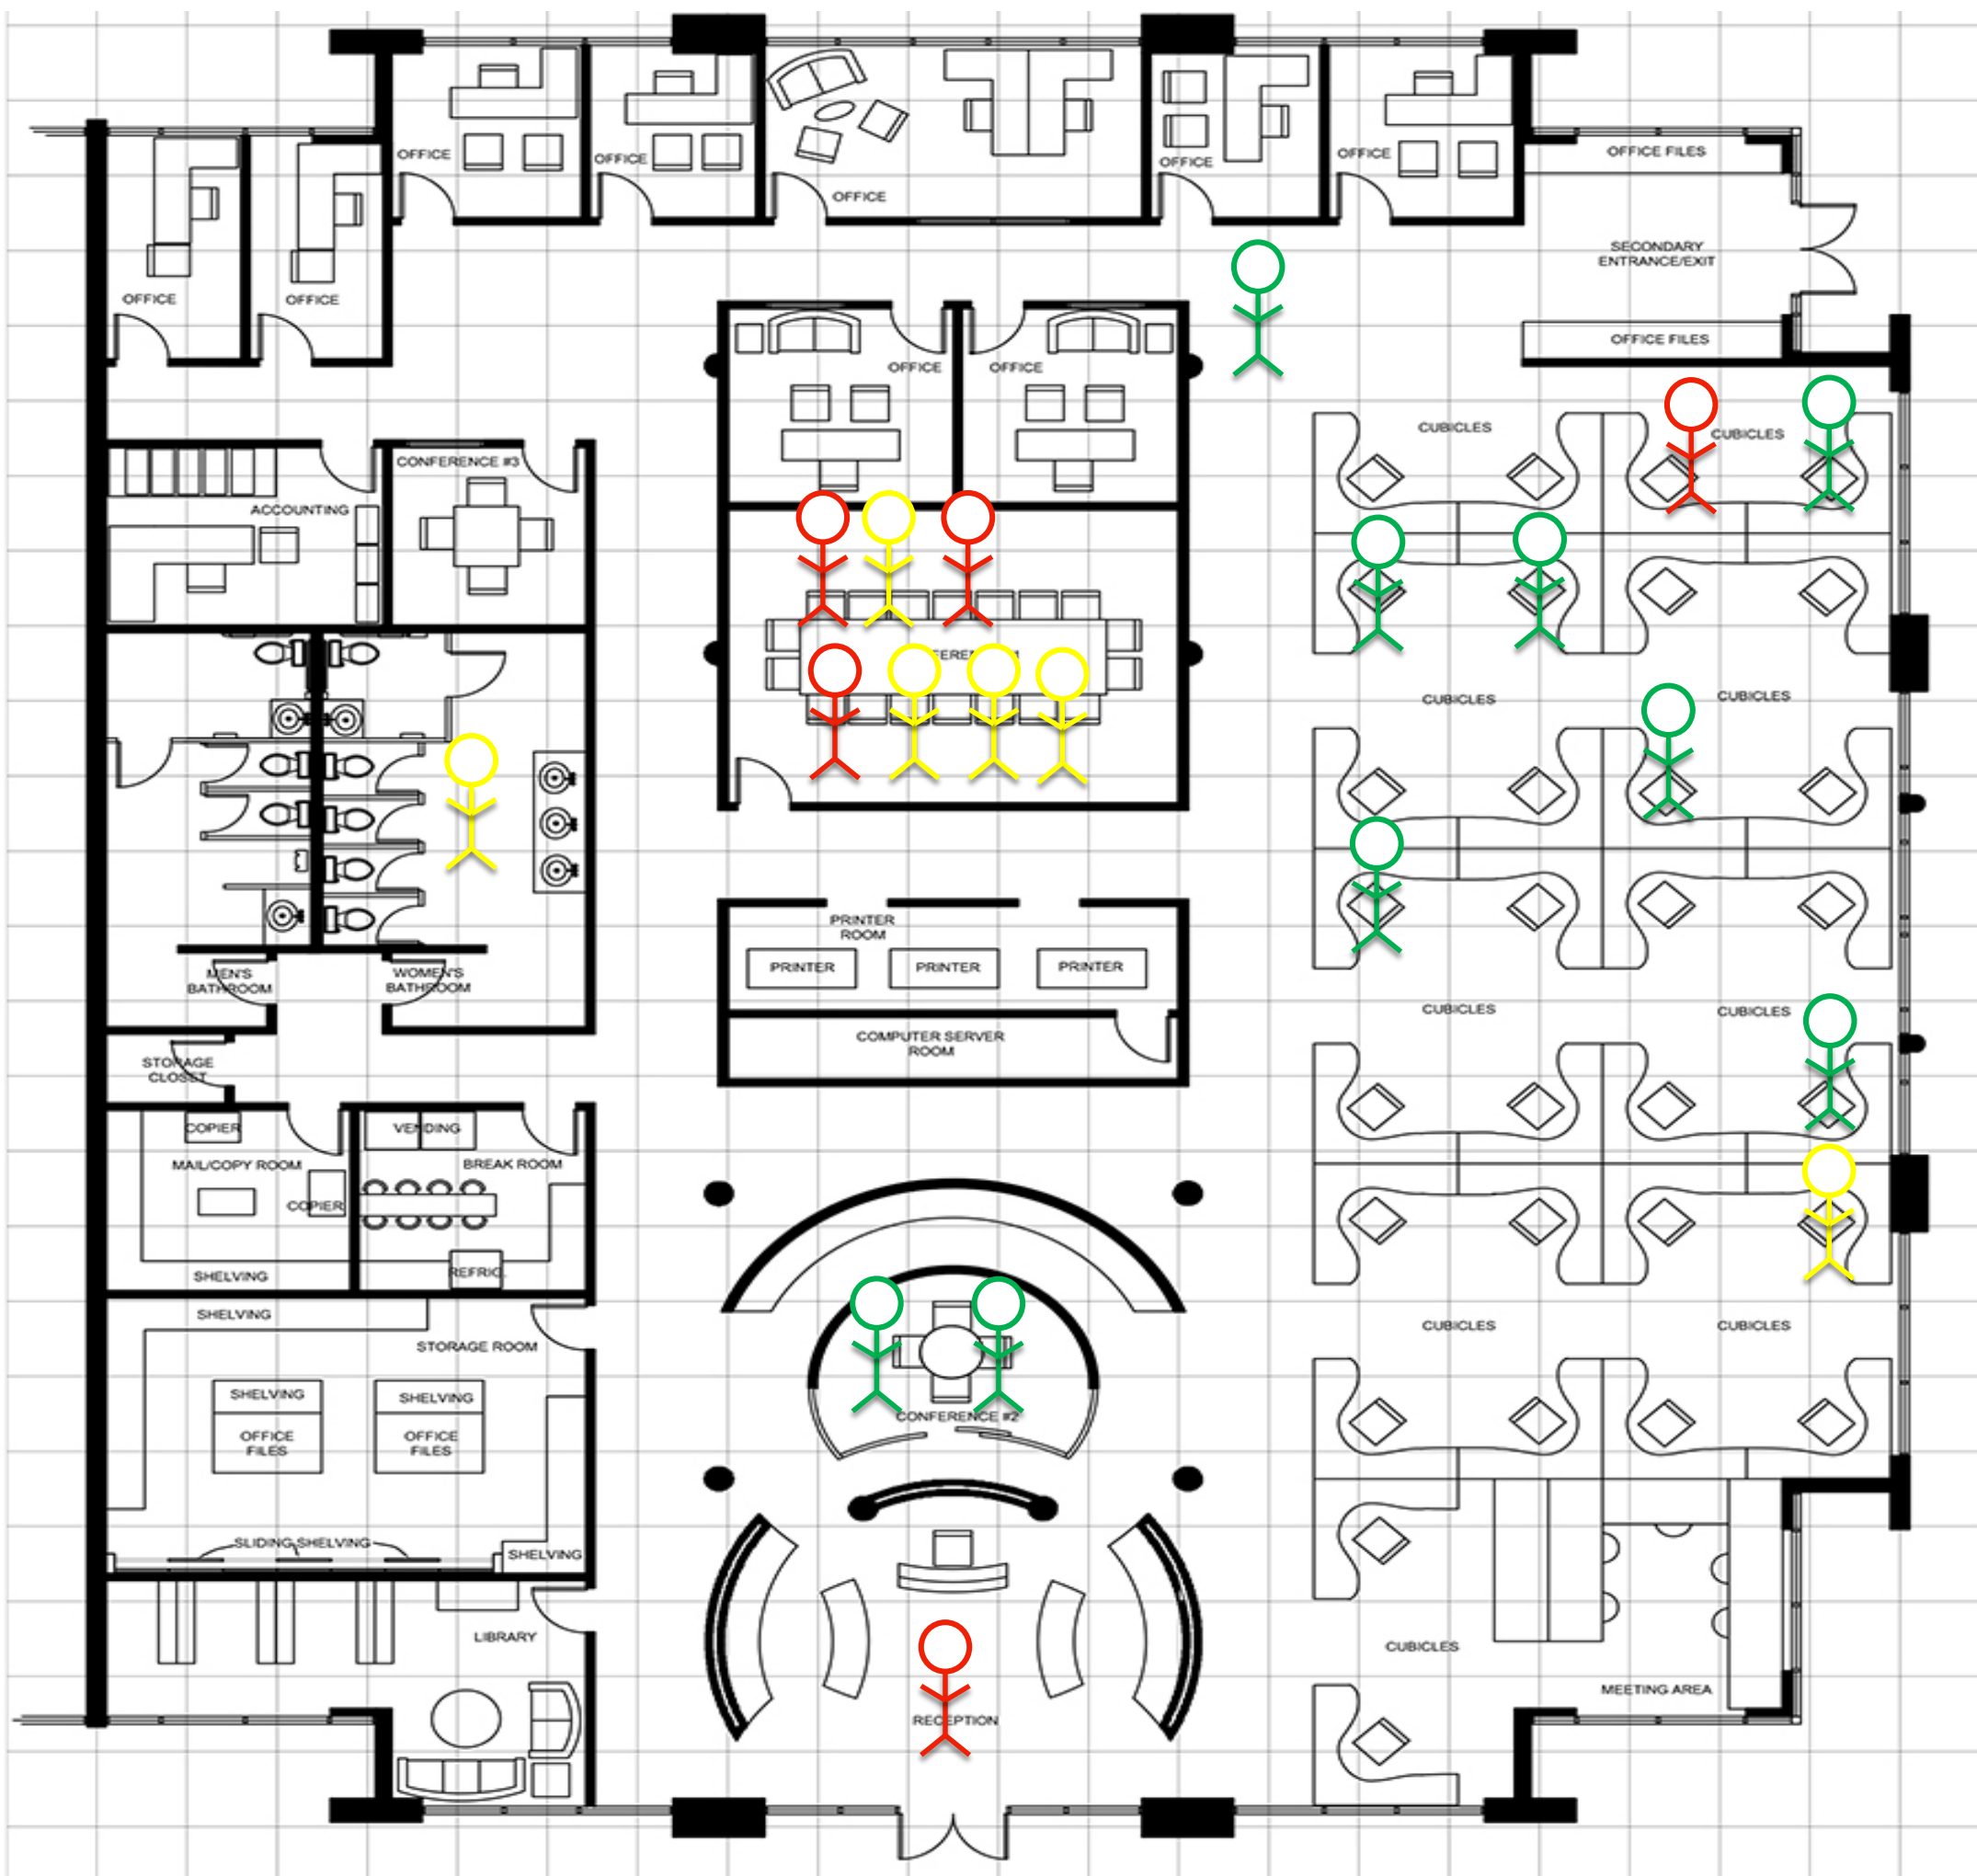 OFFICE
OFFICE
OFFICE
OFFICE
OFFICE
OFFICE FILES
SECONDARY
ENTRANCE/EXIT
OFFICE FILES
OFFICE
OFFICE
OFFICE
OFFICE
CUBICLES
CUBICLES
CONFERENCE #3
ACCOUNTING
CUBICLES
CUBICLES
PRINTER
ROOM
PRINTER
PRINTER
PRINTER
MEN'S
BATHROOM
WOMEN'S
BATHROOM
CUBICLES
CUBICLES
COMPUTER SERVER
ROOM
STORAGE
CLOSET
COPIER
VENDING
MAIL/COPY ROOM
BREAK ROOM
COPIER
SHELVING
REFRIG.
SHELVING
STORAGE ROOM
CUBICLES
CUBICLES
SHELVING
OFFICE
FILES
SHELVING
OFFICE
FILES
CONFERENCE #2
SLIDING SHELVING
SHELVING
LIBRARY
CUBICLES
MEETING AREA
RECEPTION